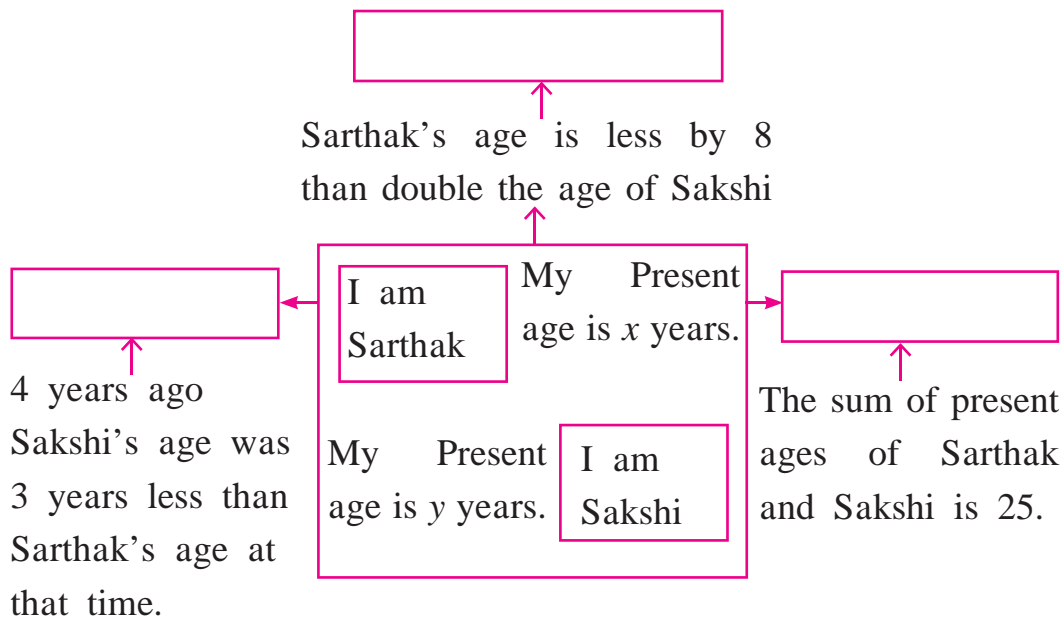 Sarthak’s age is less by 8
than double the age of Sakshi
I am
Sarthak
My Present
age is x years.
My Present
age is y years.
I am
Sakshi
4 years ago
Sakshi’s age was
3 years less than
Sarthak’s age at
that time.
The sum of present
ages of Sarthak
and Sakshi is 25.